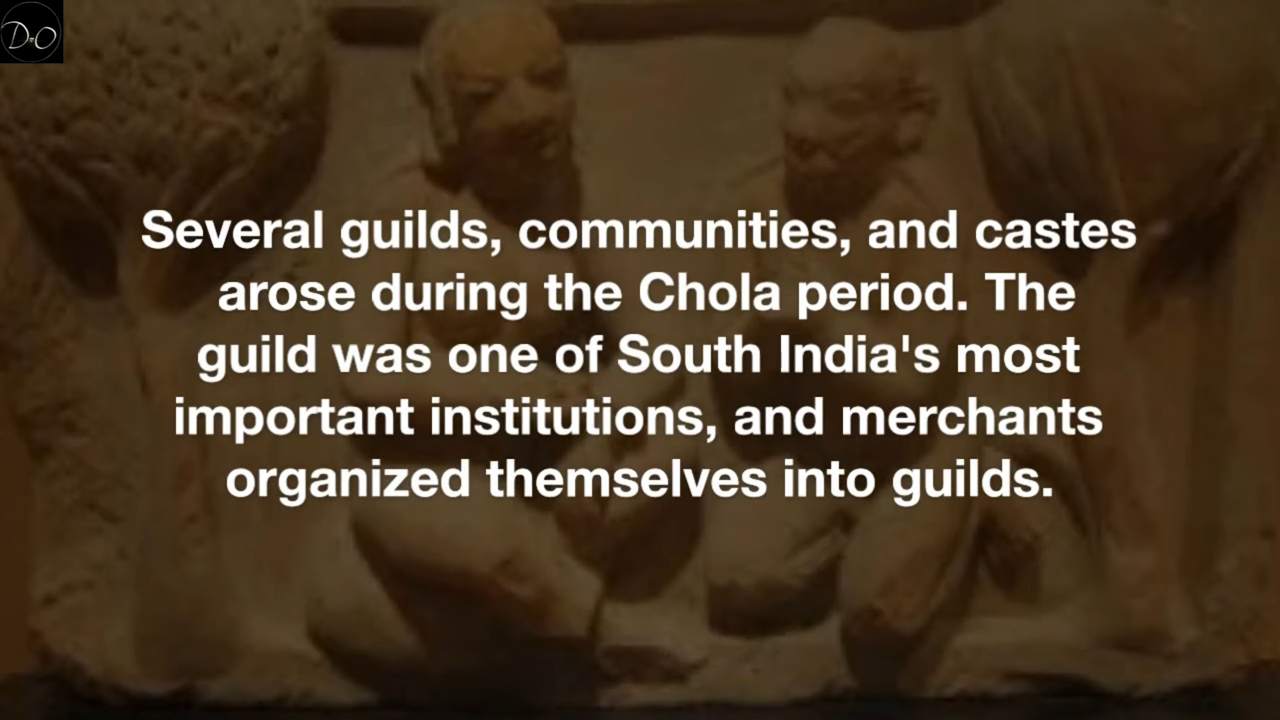 D&O
Several guilds, communities, and castes
arose during the Chola period. The
guild was one of South India's most
important institutions, and merchants
organized themselves into guilds.